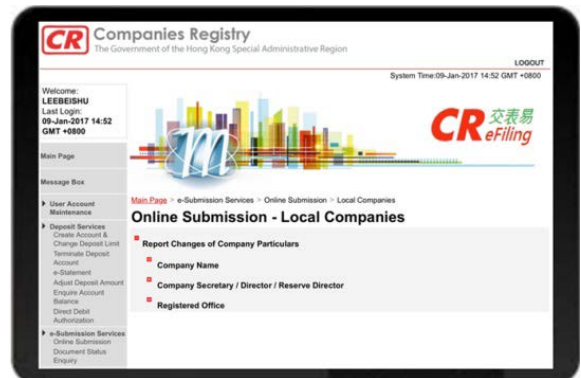 CR Companies Registry
The Government of the Hong Kong Special Administrative Region
LOGOUT
System Time:09-Jan-2017 14:52 GMT +0800
Welcome:
LEEBEISHU
Last Login:
09-Jan-2017 14:52
GMT +0800
Main Page
Message Box
User Account
Maintenance
Deposit Services
Create Account &
Change Deposit Limit
Terminate Deposit
Account
e-Statement
Adjust Deposit Amount
Enquire Account
Balance
Direct Debit
Authorization
e-Submission Services
Online Submission
Document Status
Enquiry
CR 交表易
eFiling
Main Page > e-Submission Services > Online Submission > Local Companies
Online Submission - Local Companies
Report Changes of Company Particulars
Company Name
Company Secretary / Director / Reserve Director
Registered Office